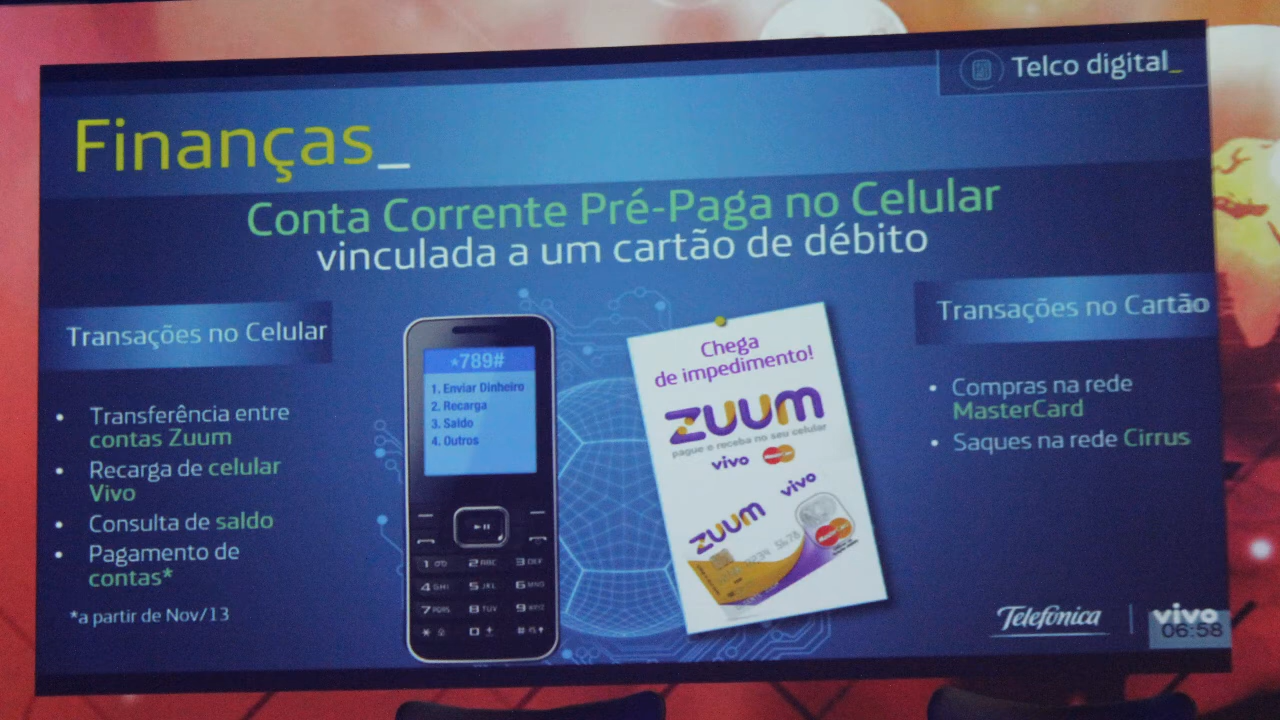 Telco digital_
Finanças_
Conta Corrente Pré-Paga no Celular
vinculada a um cartão de débito
Transações no Celular
• Transferência entre
contas Zuum
• Recarga de celular
Vivo
• Consulta de saldo
• Pagamento de
contas*
*a partir de Nov/13
*789#
1. Enviar Dinheiro
2. Recarga
3. Saldo
4. Outros
Chega
de impedimento!
zuum
pague e receba no seu celular
vivo MasterCard
vivo
zuum
MasterCard
Transações no Cartão
• Compras na rede
MasterCard
• Saques na rede Cirrus
Telefónica | vivo
06:58